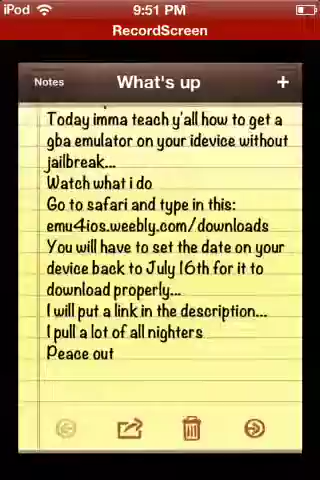 iPod 9:51 PM
RecordScreen
Notes What's up +
Today imma teach y'all how to get a
gba emulator on your idevice without
jailbreak...
Watch what i do
Go to safari and type in this:
emu4ios.weebly.com/downloads
You will have to set the date on your
device back to July 16th for it to
download properly...
I will put a link in the description...
I pull a lot of all nighters
Peace out